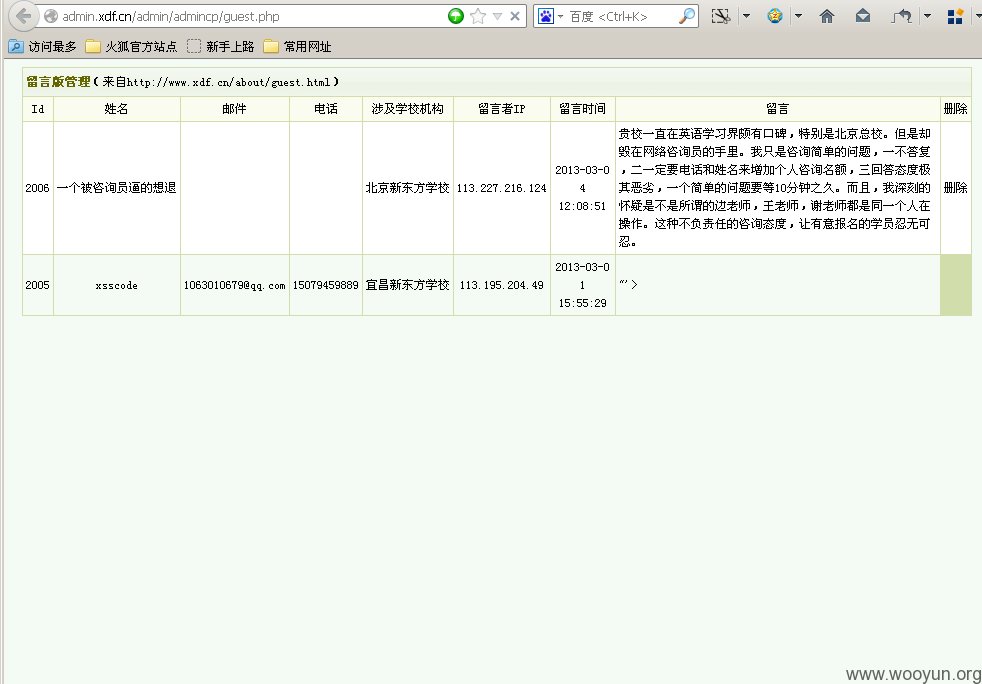 admin.xdf.cn/admin/admincp/guest.php
百度 <Ctrl+K>
访问最多 火狐官方站点 新手上路 常用网址
留言版管理(来自http://www.xdf.cn/about/guest.html)
Id 姓名 邮件 电话 涉及学校机构 留言者IP 留言时间 留言 删除
2006 一个被咨询员逼的想退 北京新东方学校 113.227.216.124
2013-03-0
4
12:08:51
贵校一直在英语学习界颇有口碑，特别是北京总校。但是却
毁在网络咨询员的手里。我只是咨询简单的问题，一不答复
，二一定要电话和姓名来增加个人咨询名额，三回答态度极
其恶劣，一个简单的问题要等10分钟之久。而且，我深刻的
怀疑是不是所谓的边老师，王老师，谢老师都是同一个人在
操作。这种不负责任的咨询态度，让有意报名的学员忍无可
忍。
删除
2005 xsscode 1063010679@qq.com 15079459889 宜昌新东方学校 113.195.204.49
2013-03-0
1
15:55:29
"'>
www.wooyun.org